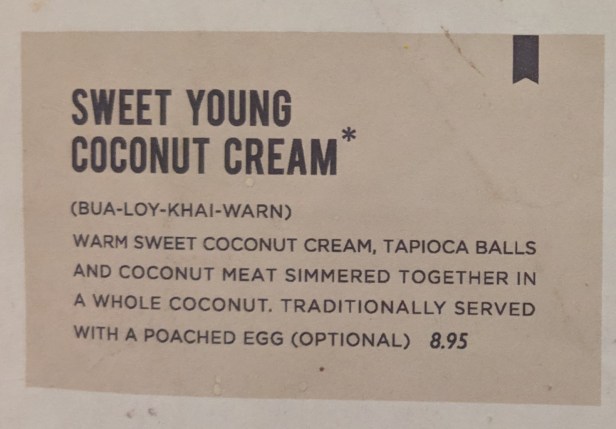 SWEET YOUNG
COCONUT CREAM*
(BUA-LOY-KHAI-WARN)
WARM SWEET COCONUT CREAM, TAPIOCA BALLS
AND COCONUT MEAT SIMMERED TOGETHER IN
A WHOLE COCONUT. TRADITIONALLY SERVED
WITH A POACHED EGG (OPTIONAL) 8.95